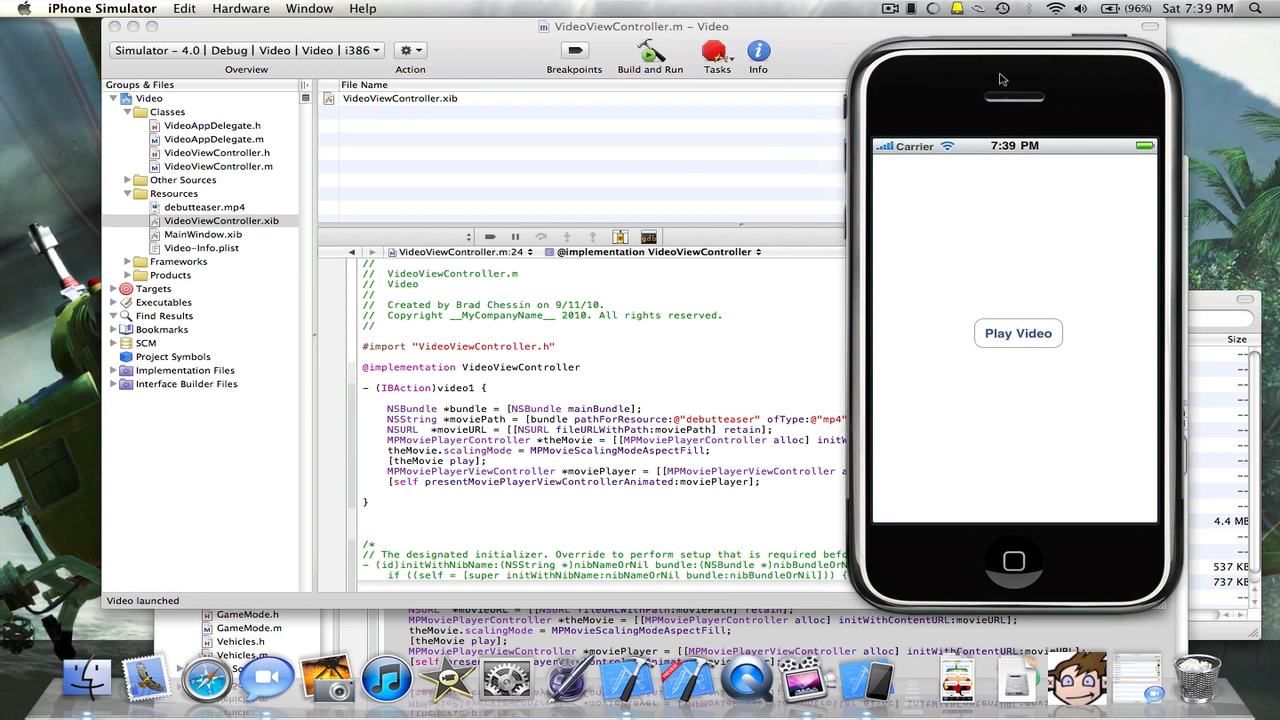 iPhone Simulator Edit Hardware Window Help (96%) Sat 7:39 PM
VideoViewController.m – Video
Simulator - 4.0 | Debug | Video | Video | i386
Overview Action Breakpoints Build and Run Tasks Info
Groups & Files
Video
Classes
VideoAppDelegate.h
VideoAppDelegate.m
VideoViewController.h
VideoViewController.m
Other Sources
Resources
debutteaser.mp4
VideoViewController.xib
MainWindow.xib
Video-Info.plist
Frameworks
Products
Targets
Executables
Find Results
Bookmarks
SCM
Project Symbols
Implementation Files
Interface Builder Files
File Name
VideoViewController.xib
gdb
VideoViewController.m:24 C @implementation VideoViewController
//
// VideoViewController.m
// Video
//
// Created by Brad Chessin on 9/11/10.
// Copyright __MyCompanyName__ 2010. All rights reserved.
//
#import "VideoViewController.h"
@implementation VideoViewController
- (IBAction)video1 {
NSBundle *bundle = [NSBundle mainBundle];
NSString *moviePath = [bundle pathForResource:@"debutteaser" ofType:@"mp4"
NSURL *movieURL = [[NSURL fileURLWithPath:moviePath] retain];
MPMoviePlayerController *theMovie = [[MPMoviePlayerController alloc] initW
theMovie.scalingMode = MPMovieScalingModeAspectFill;
[theMovie play];
MPMoviePlayerViewController *moviePlayer = [[MPMoviePlayerViewController a
[self presentMoviePlayerViewControllerAnimated:moviePlayer];
}
/*
// The designated initializer. Override to perform setup that is required befo
- (id)initWithNibName:(NSString *)nibNameOrNil bundle:(NSBundle *)nibBundleOrN
if ((self = [super initWithNibName:nibNameOrNil bundle:nibBundleOrNil])) {
Video launched
Carrier 7:39 PM
Play Video
Size
--
--
--
--
--
--
--
--
--
--
--
4.4 MB
--
--
537 KB
737 KB
GameMode.h
GameMode.m
Vehicles.h
NSURL *movieURL = [[NSURL fileURLWithPath:moviePath] retain];
MPMoviePlayerController *theMovie = [[MPMoviePlayerController alloc] initWithContentURL:movieURL];
theMovie.scalingMode = MPMovieScalingModeAspectFill;
[theMovie play];